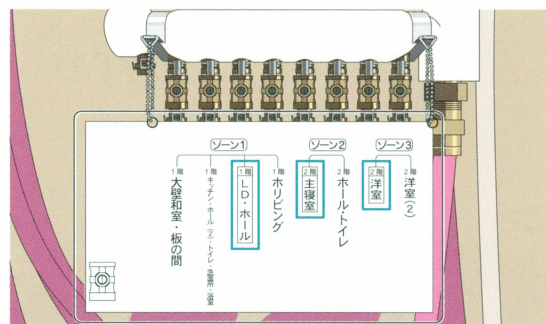 ゾーン1
ゾーン2
ゾーン3
1階 大壁和室・板の間
1階 キッチン・ホール(2)・トイレ・洗面所・浴室
1階 LD・ホール
1階 ホリビング
2階 主寝室
2階 ホール・トイレ
2階 洋室
2階 洋室(2)